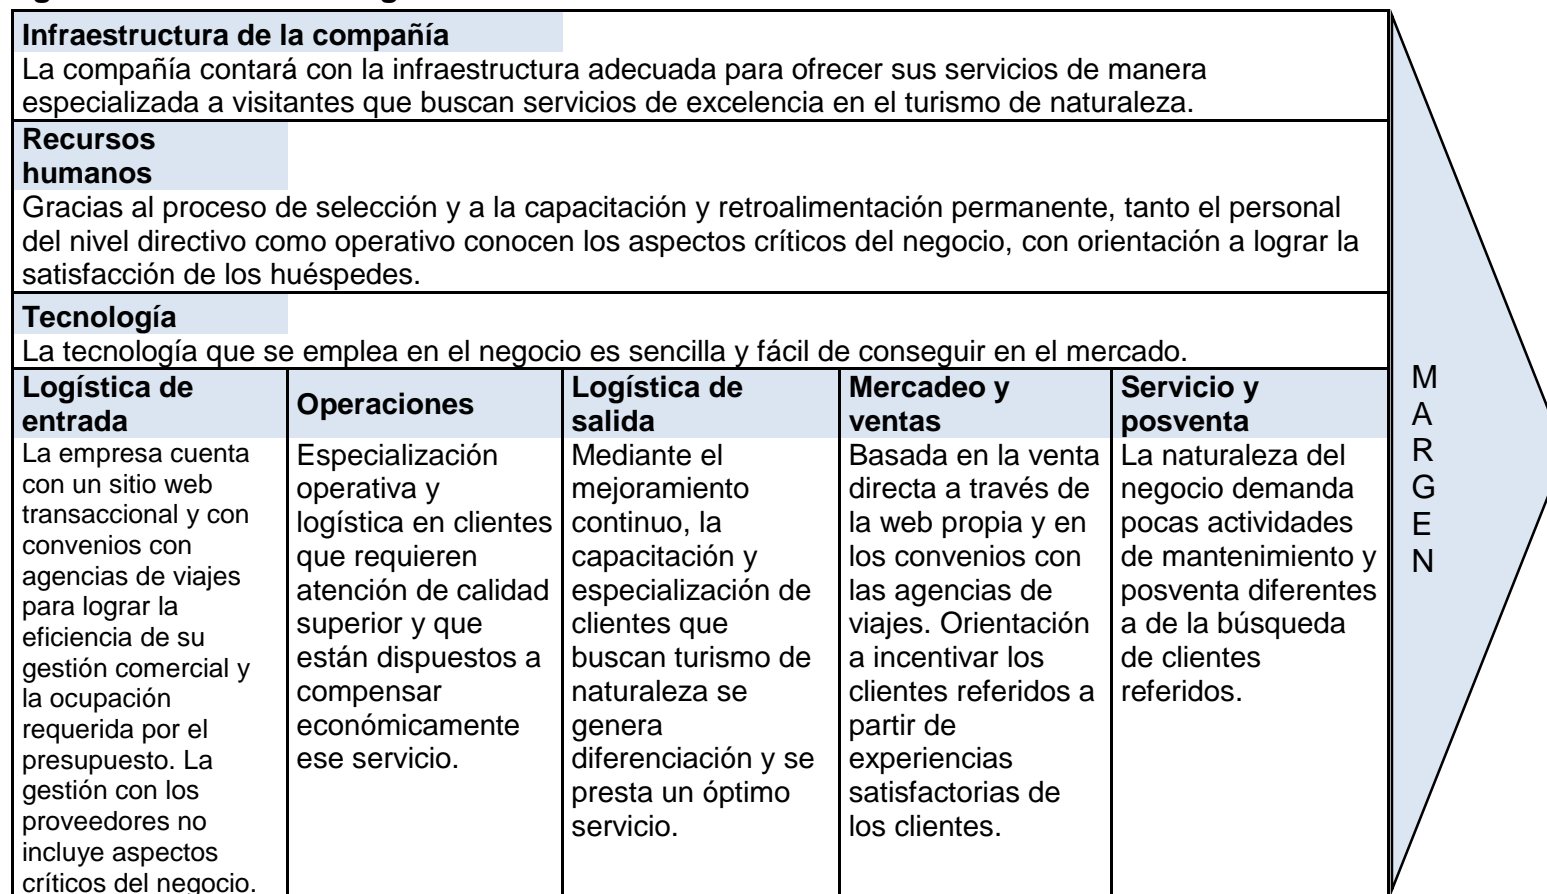 Infraestructura de la compañía
La compañía contará con la infraestructura adecuada para ofrecer sus servicios de manera
especializada a visitantes que buscan servicios de excelencia en el turismo de naturaleza.
Recursos
humanos
Gracias al proceso de selección y a la capacitación y retroalimentación permanente, tanto el personal
del nivel directivo como operativo conocen los aspectos críticos del negocio, con orientación a lograr la
satisfacción de los huéspedes.
Tecnología
La tecnología que se emplea en el negocio es sencilla y fácil de conseguir en el mercado.
Logística de
entrada
La empresa cuenta
con un sitio web
transaccional y con
convenios con
agencias de viajes
para lograr la
eficiencia de su
gestión comercial y
la ocupación
requerida por el
presupuesto. La
gestión con los
proveedores no
incluye aspectos
críticos del negocio.
Operaciones
Especialización
operativa y
logística en clientes
que requieren
atención de calidad
superior y que
están dispuestos a
compensar
económicamente
ese servicio.
Logística de
salida
Mediante el
mejoramiento
continuo, la
capacitación y
especialización de
clientes que
buscan turismo de
naturaleza se
genera
diferenciación y se
presta un óptimo
servicio.
Mercadeo y
ventas
Basada en la venta
directa a través de
la web propia y en
los convenios con
las agencias de
viajes. Orientación
a incentivar los
clientes referidos a
partir de
experiencias
satisfactorias de
los clientes.
Servicio y
posventa
La naturaleza del
negocio demanda
pocas actividades
de mantenimiento y
posventa diferentes
a de la búsqueda
de clientes
referidos.
M
A
R
G
E
N